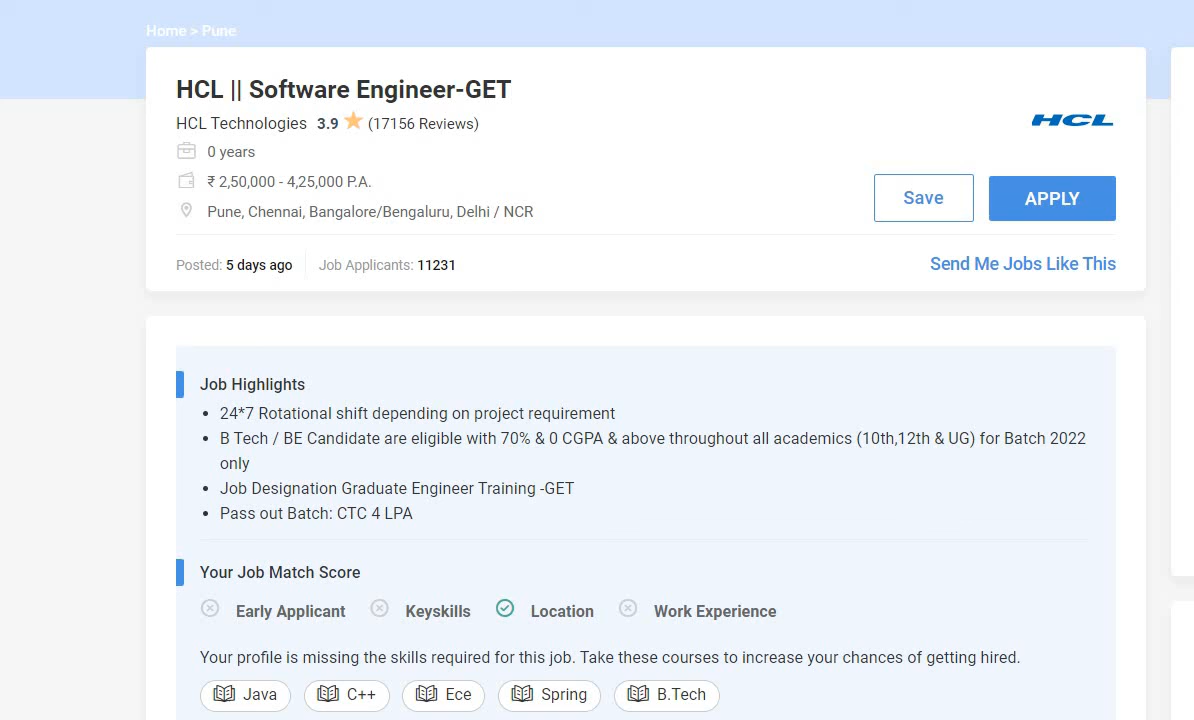 Home > Pune
HCL || Software Engineer-GET
HCL Technologies 3.9 (17156 Reviews)
HCL
0 years
₹ 2,50,000 - 4,25,000 P.A.
Save
APPLY
Pune, Chennai, Bangalore/Bengaluru, Delhi / NCR
Posted: 5 days ago
Job Applicants: 11231
Send Me Jobs Like This
Job Highlights
• 24*7 Rotational shift depending on project requirement
• B Tech / BE Candidate are eligible with 70% & 0 CGPA & above throughout all academics (10th,12th & UG) for Batch 2022
only
• Job Designation Graduate Engineer Training -GET
• Pass out Batch: CTC 4 LPA
Your Job Match Score
Early Applicant Keyskills Location Work Experience
Your profile is missing the skills required for this job. Take these courses to increase your chances of getting hired.
Java C++ Ece Spring B.Tech